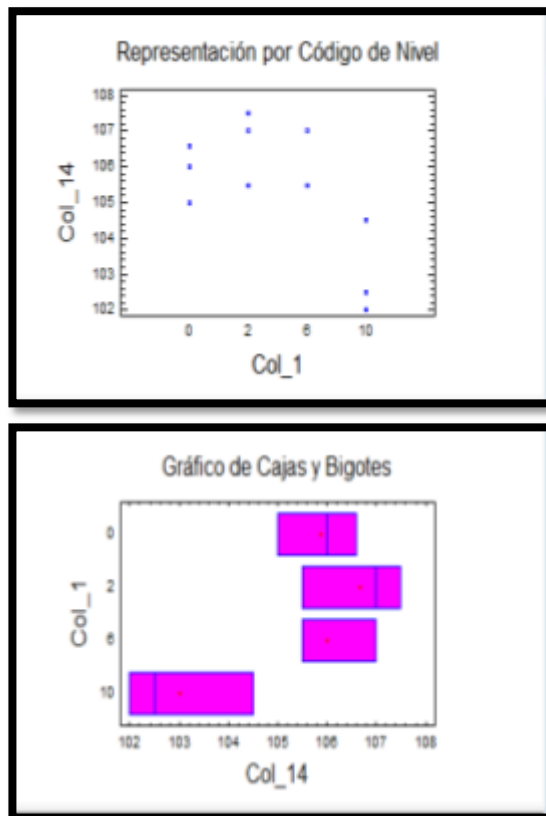 Representación por Código de Nivel
108
107
106
105
104
103
102
Col_14
0 2 6 10
Col_1
Gráfico de Cajas y Bigotes
0
2
6
10
Col_1
102 103 104 105 106 107 108
Col_14